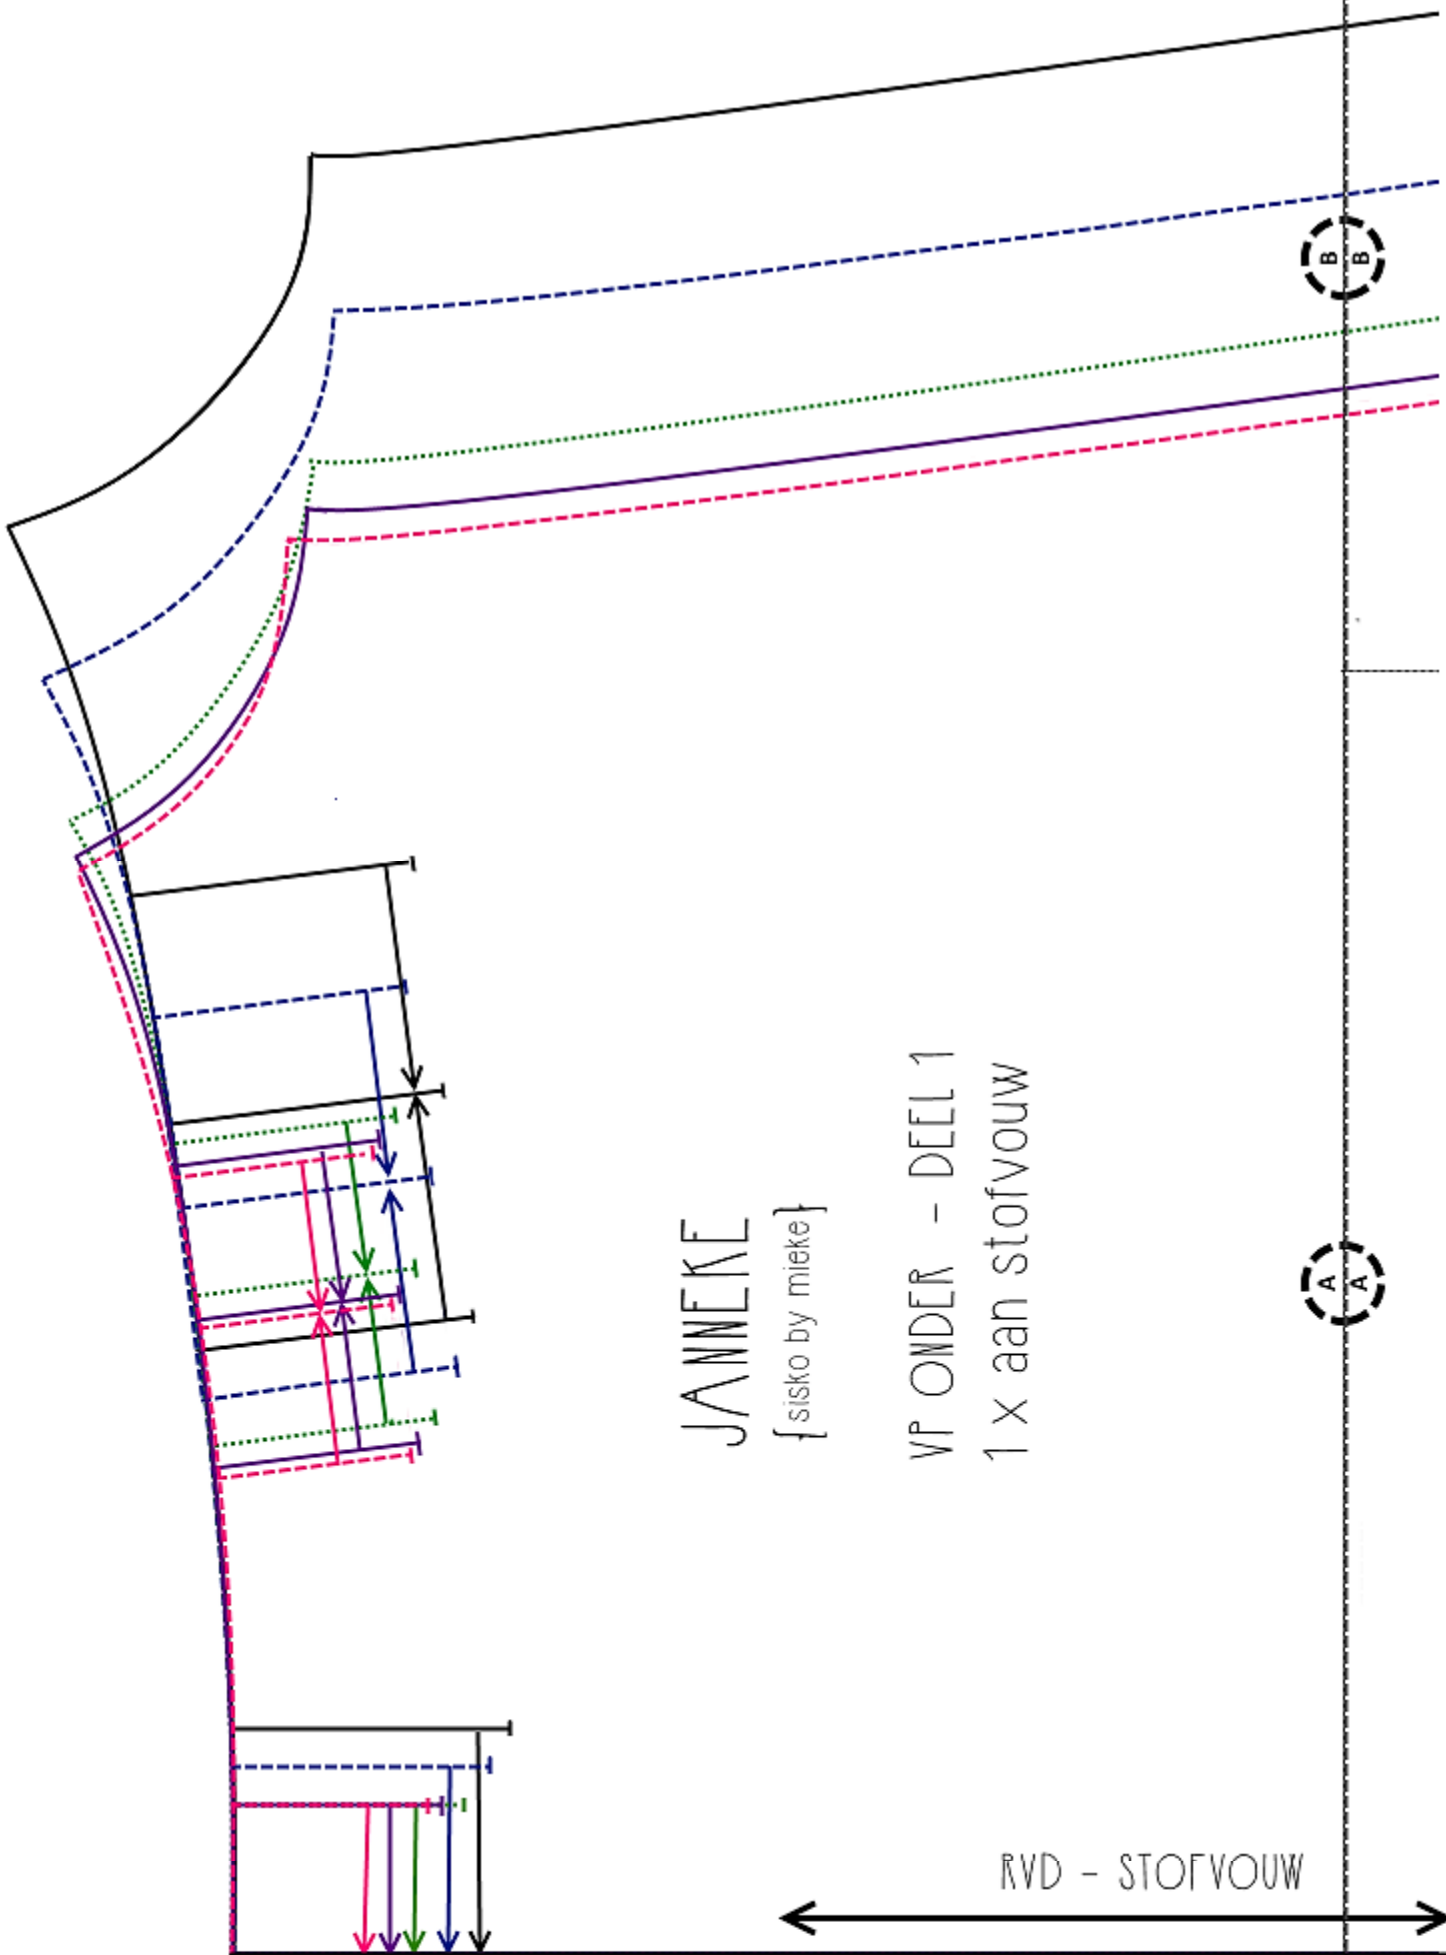 JANNEKE
{sisko by mieke}
VP ONDER - DEEL 1
1 x aan stofvouw
B B
A A
RVD - STOFVOUW